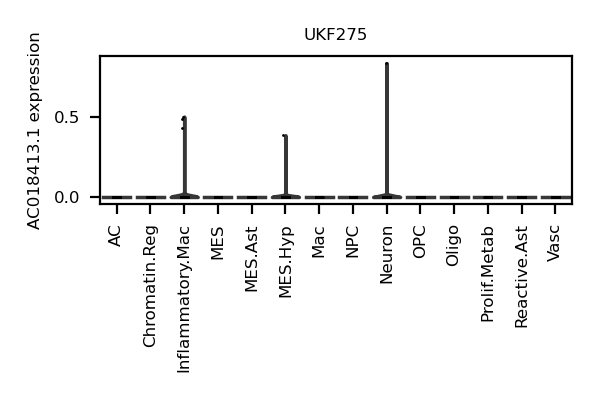 UKF275
AC018413.1 expression
0.5
0.0
AC
Chromatin.Reg
Inflammatory.Mac
MES
MES.Ast
MES.Hyp
Mac
NPC
Neuron
OPC
Oligo
Prolif.Metab
Reactive.Ast
Vasc